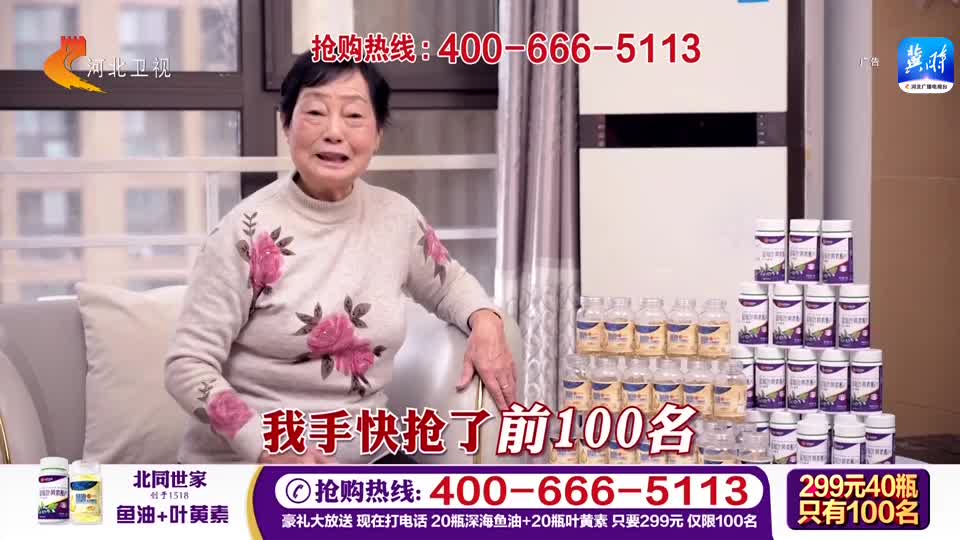 抢购热线：400-666-5113
河北卫视
广告
冀时
河北广播电视台
我手快抢了前100名
北同世家
创于1518
鱼油+叶黄素
抢购热线: 400-666-5113
豪礼大放送 现在打电话 20瓶深海鱼油+20瓶叶黄素 只要299元 仅限100名
299元40瓶
只有100名